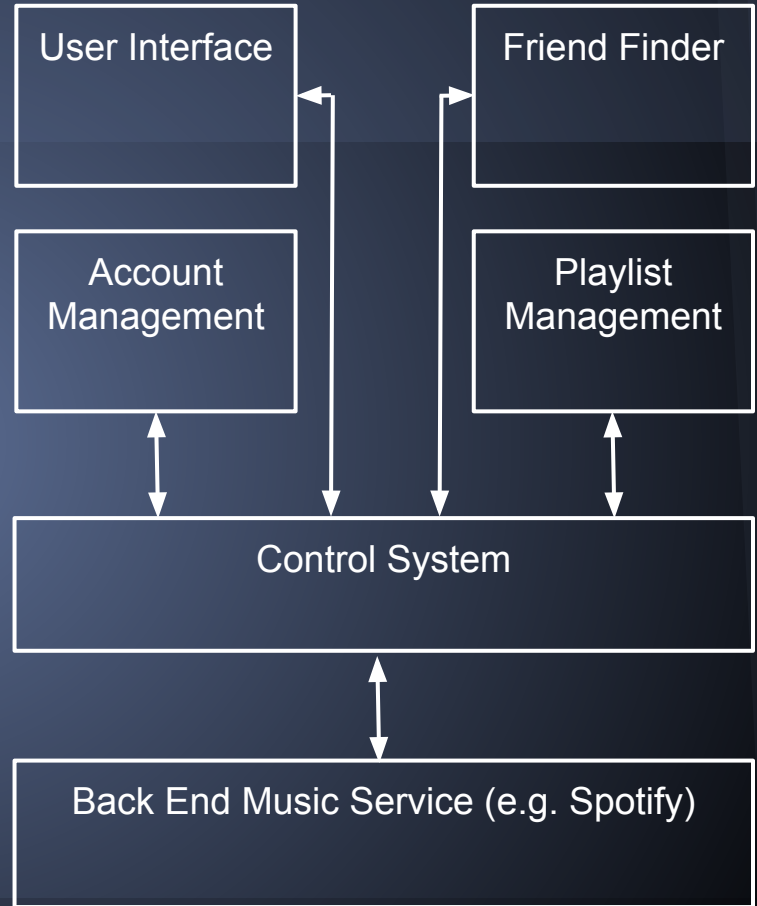 User Interface
Friend Finder
Account
Management
Playlist
Management
Control System
Back End Music Service (e.g. Spotify)